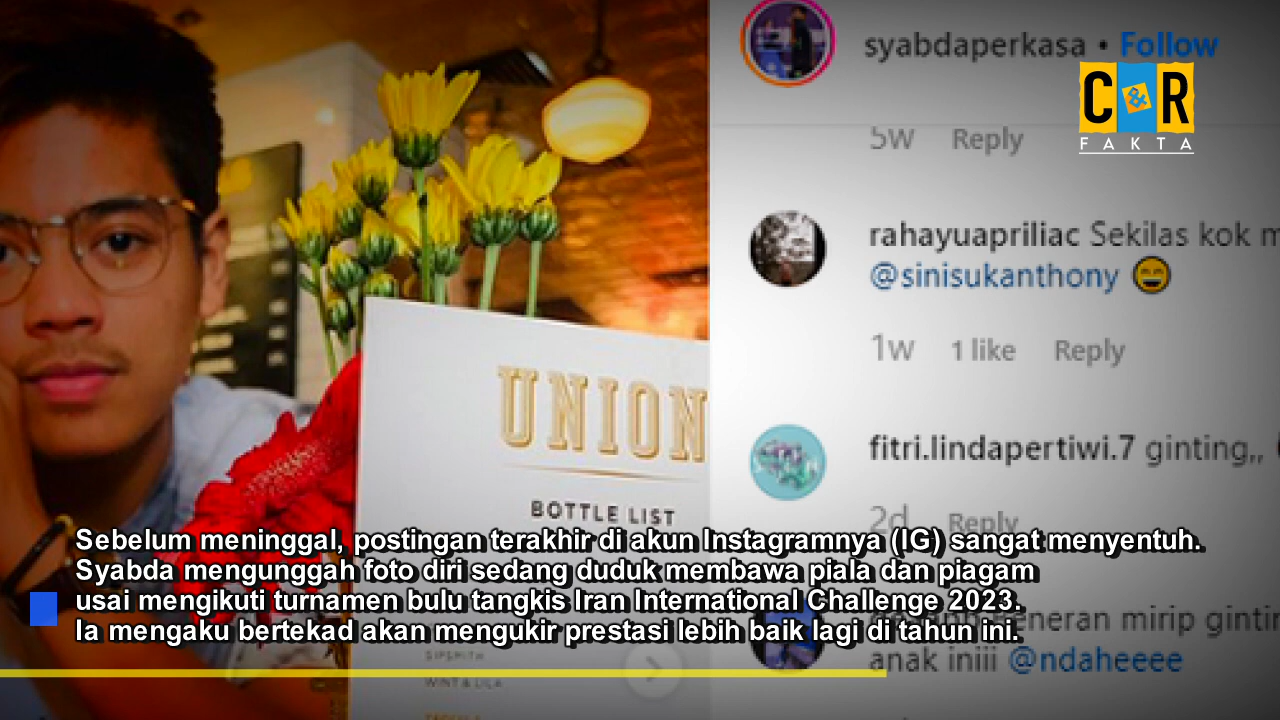 syabdaperkasa • Follow
C&R
FAKTA
5W Reply
rahayuapriliac Sekilas kok m
@sinisukanthony
1w 1 like Reply
fitri.lindapertiwi.7 ginting,,
2d Reply
UNION
BOTTLE LIST
Sebelum meninggal, postingan terakhir di akun Instagramnya (IG) sangat menyentuh.
Syabda mengunggah foto diri sedang duduk membawa piala dan piagam
usai mengikuti turnamen bulu tangkis Iran International Challenge 2023.
Ia mengaku bertekad akan mengukir prestasi lebih baik lagi di tahun ini.
mirip gintin
anak iniii @ndaheeee
SIPSMITH